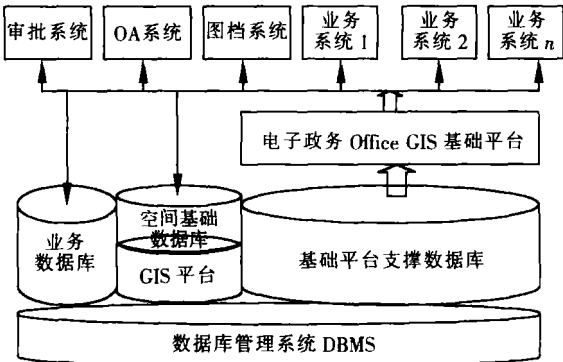 审批系统
OA系统
图档系统
业务
系统1
业务
系统2
业务
系统n
电子政务 Office GIS 基础平台
业务
数据库
空间基础
数据库
GIS 平台
基础平台支撑数据库
数据库管理系统 DBMS